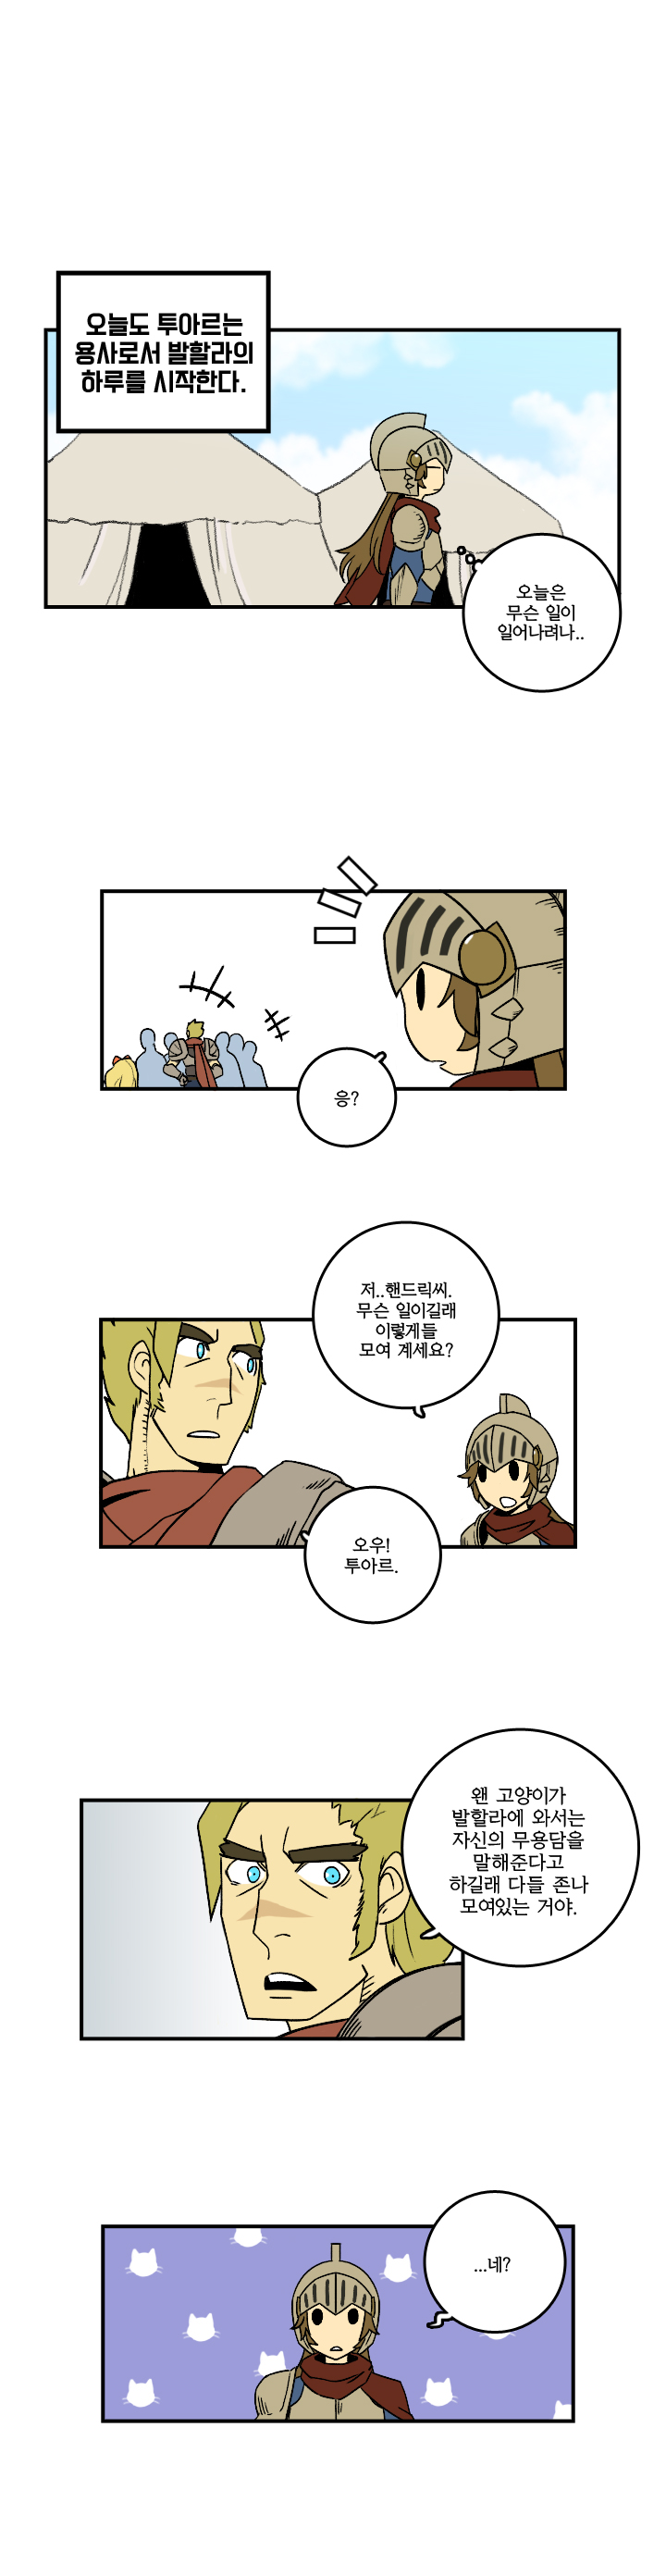 오늘도 투아르는
용사로서 발할라의
하루를 시작한다.
오늘은
무슨 일이
일어나려나..
응?
저..핸드릭씨.
무슨 일이길래
이렇게들
모여 계세요?
오우!
투아르.
왠 고양이가
발할라에 와서는
자신의 무용담을
말해준다고
하길래 다들 존나
모여있는 거야.
...네?